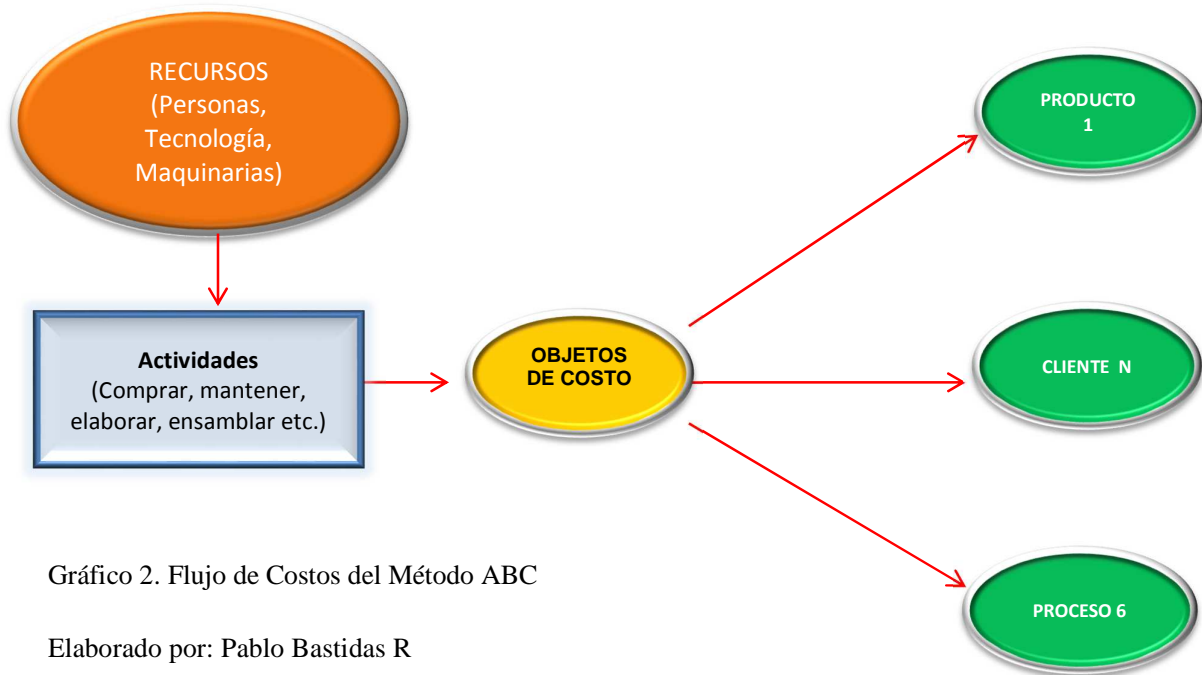 RECURSOS
(Personas,
Tecnología,
Maquinarias)
Actividades
(Comprar, mantener,
elaborar, ensamblar etc.)
OBJETOS
DE COSTO
PRODUCTO
1
CLIENTE N
PROCESO 6
Gráfico 2. Flujo de Costos del Método ABC
Elaborado por: Pablo Bastidas R